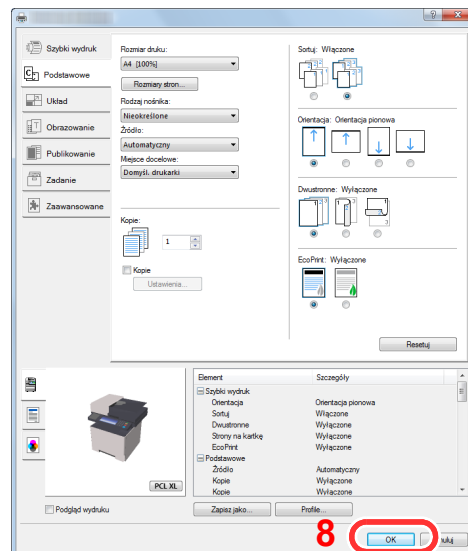 Szybki wydruk
Podstawowe
Układ
Obrazowanie
Publikowanie
Zadanie
Zaawansowane
Rozmiar druku:
A4 [100%]
Rozmiary stron...
Rodzaj nośnika:
Nieokreślone
Źródło:
Automatyczny
Miejsce docelowe:
Domyśl. drukarki
Kopie:
1
Kopie
Ustawienia...
Sortuj: Włączone
Orientacja: Orientacja pionowa
Dwustronne: Wyłączone
EcoPrint: Wyłączone
Resetuj
PCL XL
Podgląd wydruku
Element Szczegóły
Szybki wydruk
Orientacja Orientacja pionowa
Sortuj Włączone
Dwustronne Wyłączone
Strony na kartkę Wyłączone
EcoPrint Wyłączone
Podstawowe
Źródło Automatyczny
Kopie Wyłączone
Kopie Wyłączone
Zapisz jako... Profile...
8 OK